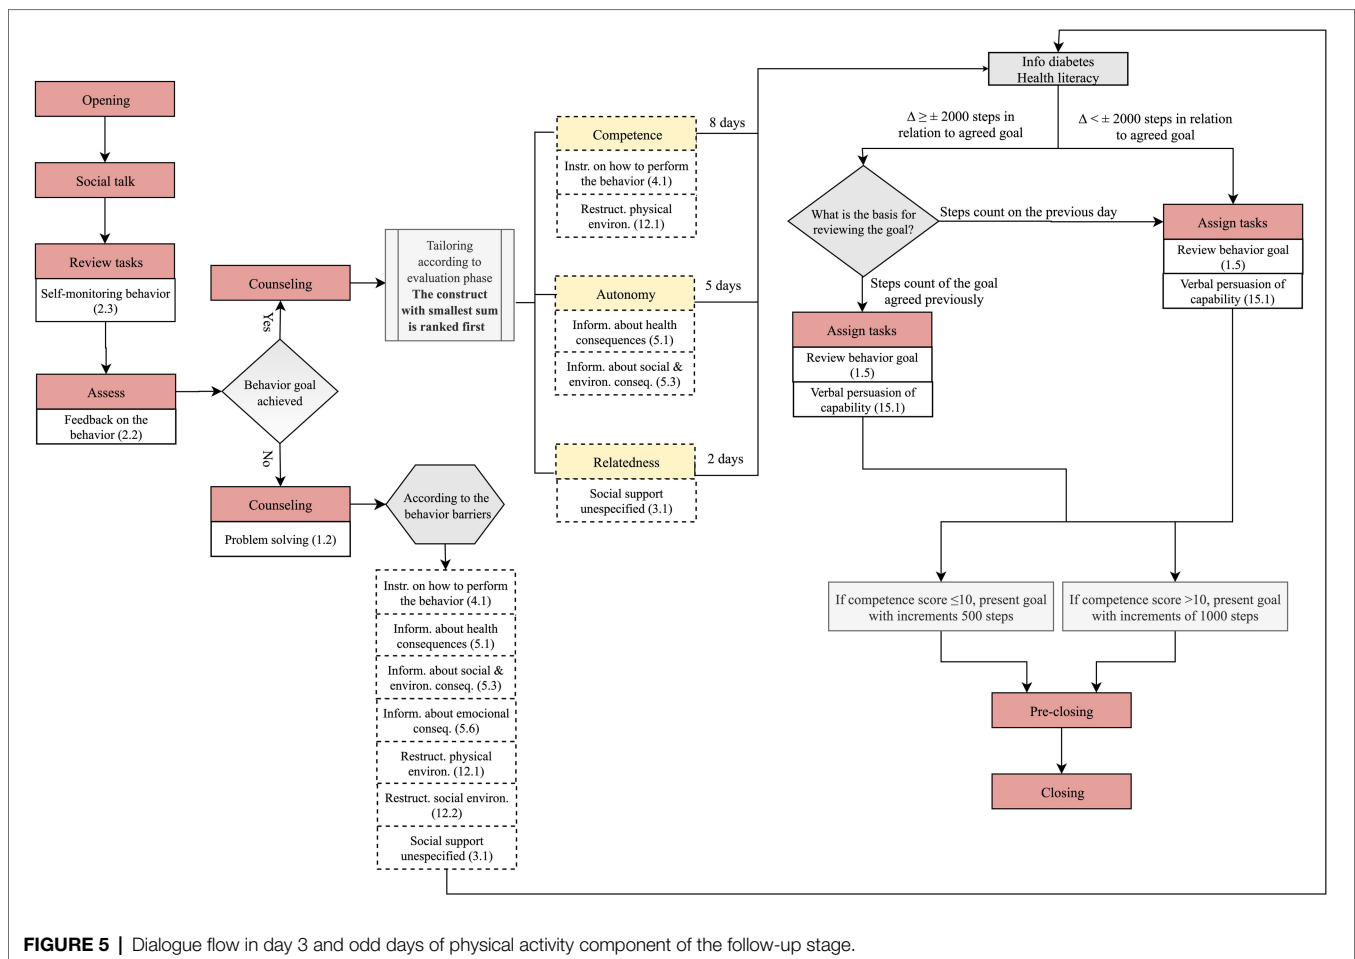 Opening
Social talk
Review tasks
Self-monitoring behavior
(2.3)
Assess
Feedback on the
behavior (2.2)
Behavior goal
achieved
Yes
No
Counseling
Counseling
Problem solving (1.2)
Tailoring
according to
evaluation phase
The construct
with smallest sum
is ranked first
According to the
behavior barriers
Instr. on how to perform
the behavior (4.1)
Inform. about health
consequences (5.1)
Inform. about social &
environ. conseq. (5.3)
Inform. about emocional
conseq. (5.6)
Restruct. physical
environ. (12.1)
Restruct. social environ.
(12.2)
Social support
unespecified (3.1)
Competence
8 days
Instr. on how to perform
the behavior (4.1)
Restruct. physical
environ. (12.1)
Autonomy
5 days
Inform. about health
consequences (5.1)
Inform. about social &
environ. conseq. (5.3)
Relatedness
2 days
Social support
unespecified (3.1)
Info diabetes
Health literacy
Δ ≥ ± 2000 steps in
relation to agreed goal
Δ < ± 2000 steps in relation
to agreed goal
What is the basis for
reviewing the goal?
Steps count on the previous day
Steps count of the goal
agreed previously
Assign tasks
Review behavior goal
(1.5)
Verbal persuasion of
capability (15.1)
Assign tasks
Review behavior goal
(1.5)
Verbal persuasion of
capability (15.1)
If competence score ≤10, present goal
with increments 500 steps
If competence score >10, present goal
with increments of 1000 steps
Pre-closing
Closing
FIGURE 5 | Dialogue flow in day 3 and odd days of physical activity component of the follow-up stage.